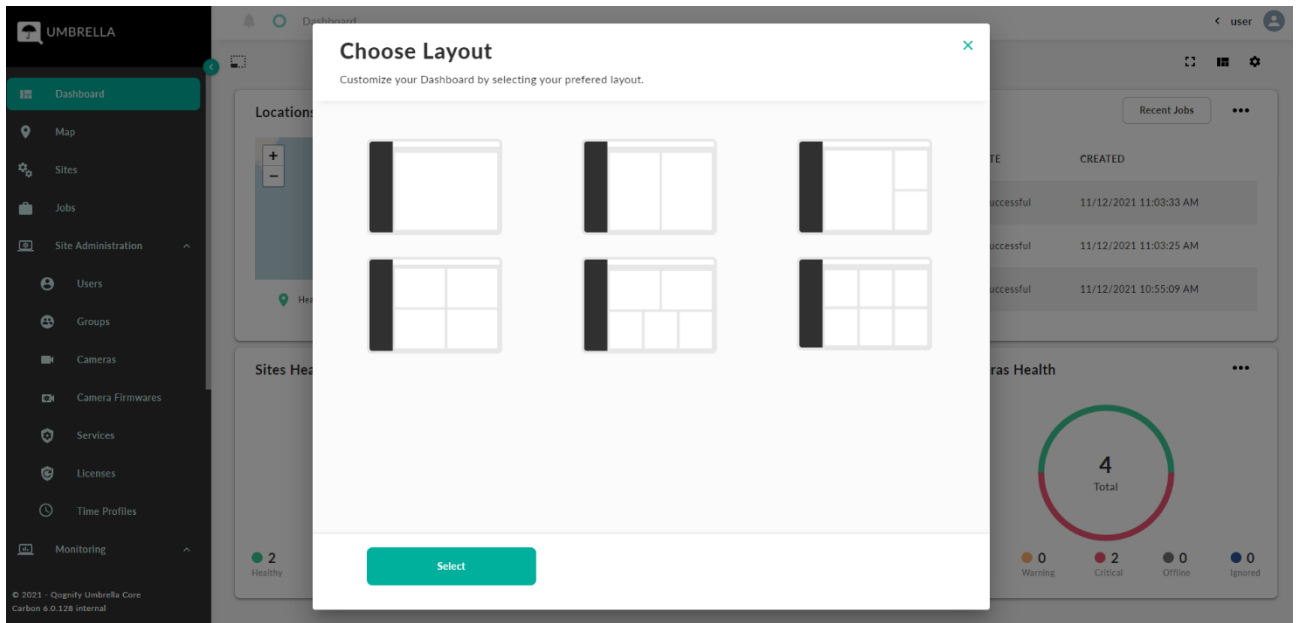 UMBRELLA
Dashboard
user
Choose Layout
Customize your Dashboard by selecting your prefered layout.
Dashboard
Map
Sites
Jobs
Site Administration
Users
Groups
Cameras
Camera Firmwares
Services
Licenses
Time Profiles
Monitoring
© 2021 - Qognify Umbrella Core
Carbon 6.0.128 internal
Locations
+
−
Hea
Recent Jobs
TE CREATED
uccessful 11/12/2021 11:03:33 AM
uccessful 11/12/2021 11:03:25 AM
uccessful 11/12/2021 10:55:09 AM
Sites Hea
2
Healthy
ras Health
4
Total
0 2 0 0
Warning Critical Offline Ignored
Select